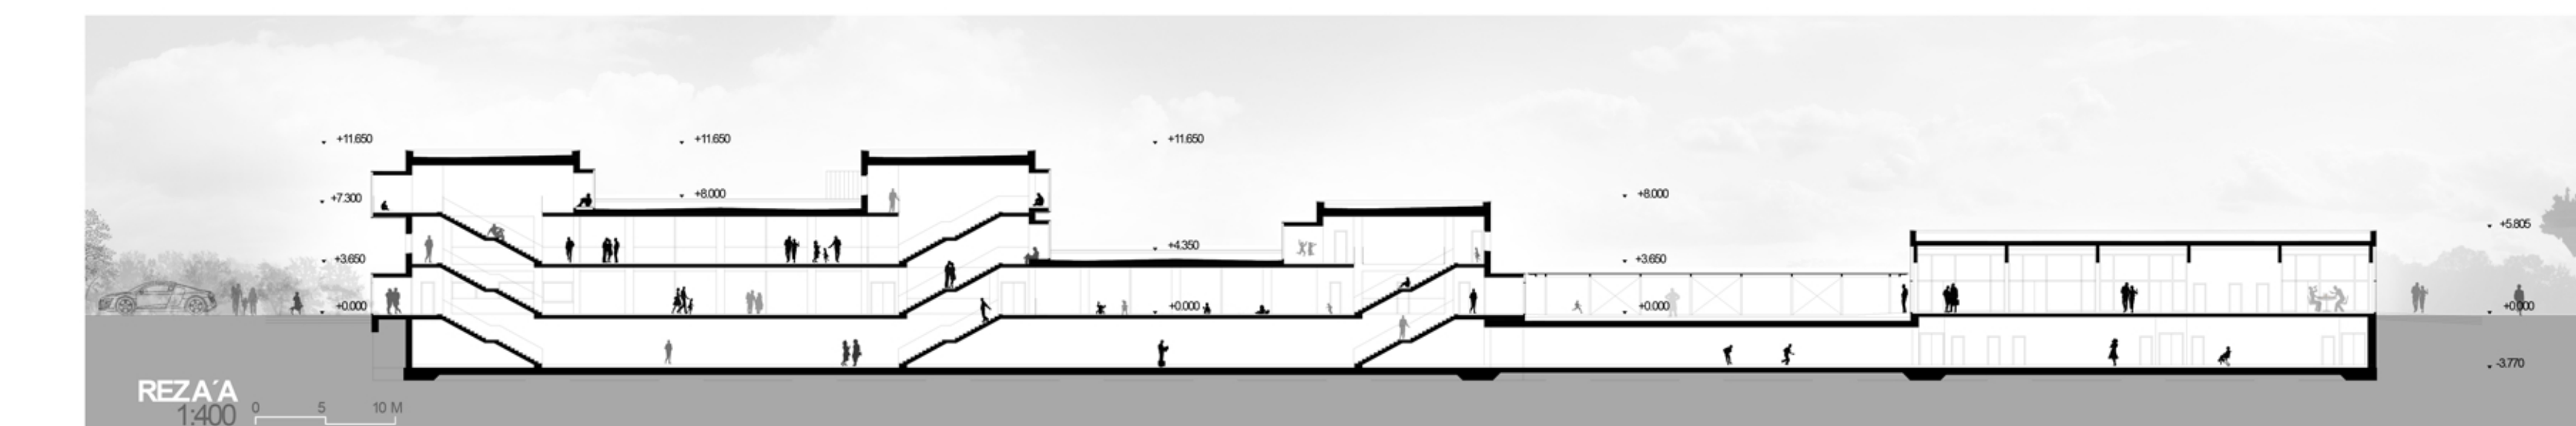 +11.650 +11.650 +11.650
+7.300 +8.000 +8.000
+5.805
+3.650 +4.350 +3.650
+0.000 +0.000 +0.000 +0.000
-3.770
REZA´A
1:400 0 5 10 M